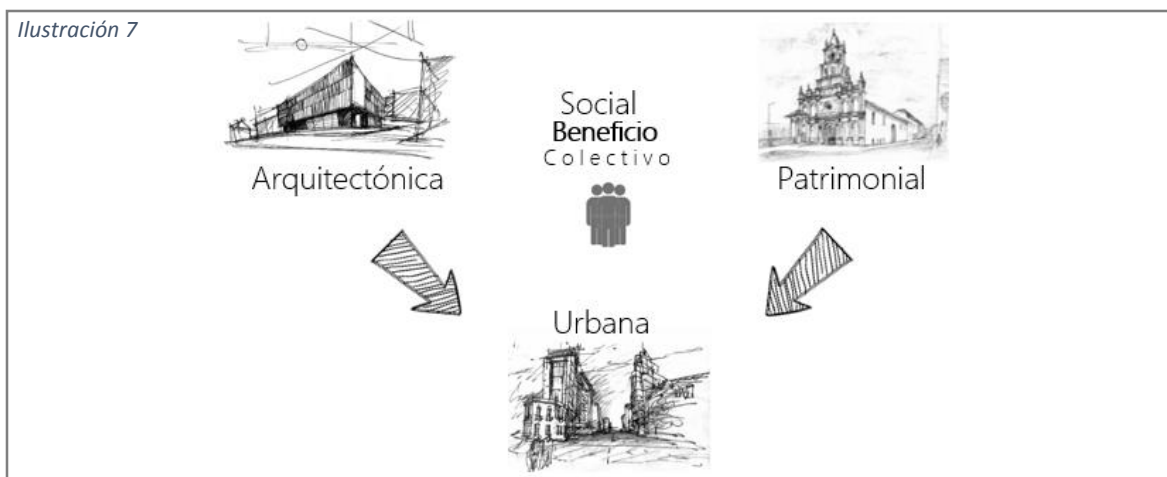 Ilustración 7
Social
Beneficio
Colectivo
Arquitectónica
Patrimonial
Urbana